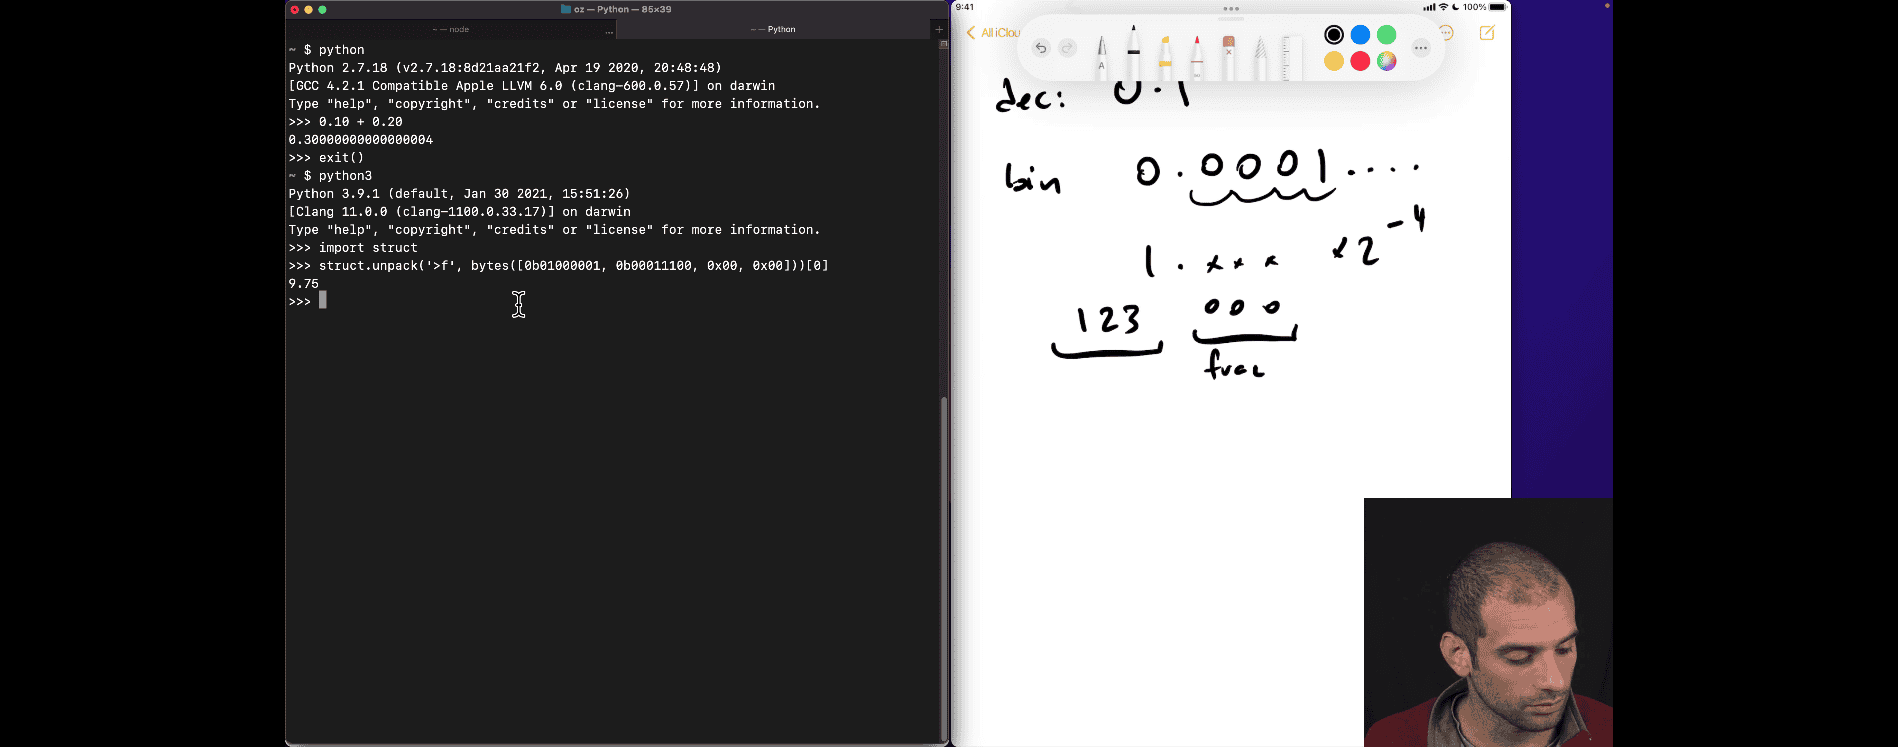 oz — Python — 85×39
~ — node ... ~ — Python +
~ $ python
Python 2.7.18 (v2.7.18:8d21aa21f2, Apr 19 2020, 20:48:48)
[GCC 4.2.1 Compatible Apple LLVM 6.0 (clang-600.0.57)] on darwin
Type "help", "copyright", "credits" or "license" for more information.
>>> 0.10 + 0.20
0.30000000000000004
>>> exit()
~ $ python3
Python 3.9.1 (default, Jan 30 2021, 15:51:26)
[Clang 11.0.0 (clang-1100.0.33.17)] on darwin
Type "help", "copyright", "credits" or "license" for more information.
>>> import struct
>>> struct.unpack('>f', bytes([0b01000001, 0b00011100, 0x00, 0x00]))[0]
9.75
>>>
9:41 100%
All iClou
A
dec: 0.1
bin 0.0001....
1.xxx x2^-4
123 000
frac